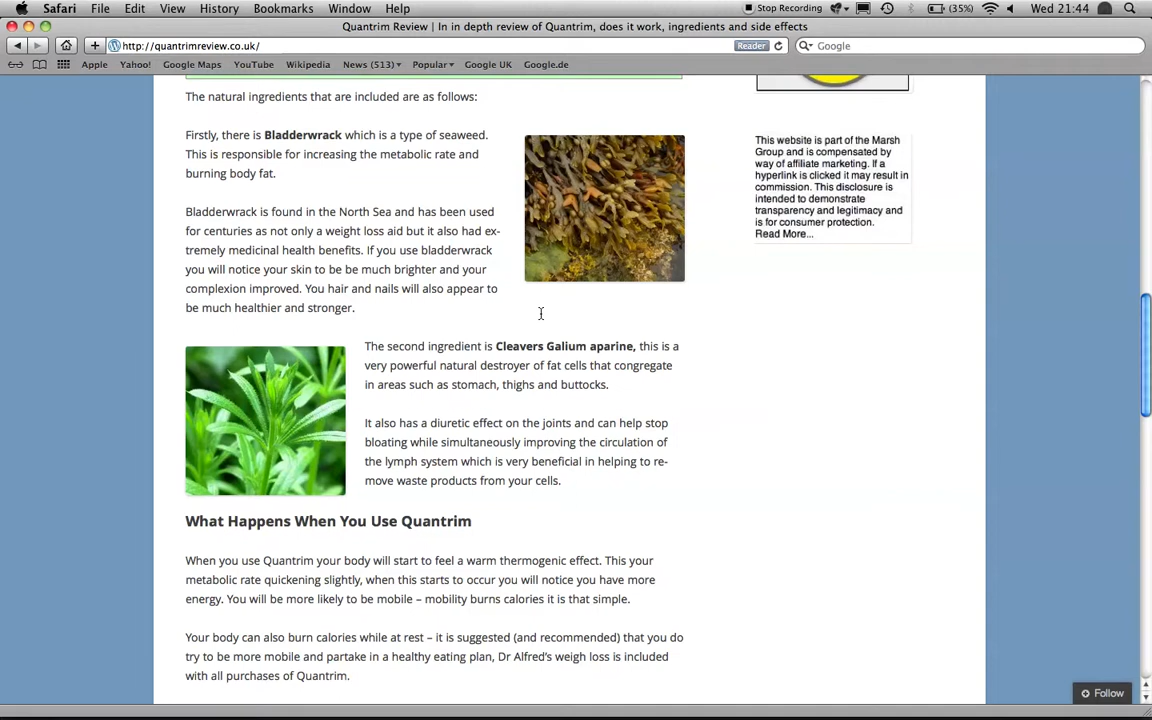 Safari File Edit View History Bookmarks Window Help Stop Recording (35%) Wed 21:44
Quantrim Review | In in depth review of Quantrim, does it work, ingredients and side effects
http://quantrimreview.co.uk/ Reader Google
Apple Yahoo! Google Maps YouTube Wikipedia News (513) Popular Google UK Google.de
The natural ingredients that are included are as follows:
Firstly, there is Bladderwrack which is a type of seaweed.
This is responsible for increasing the metabolic rate and
burning body fat.
Bladderwrack is found in the North Sea and has been used
for centuries as not only a weight loss aid but it also had ex-
tremely medicinal health benefits. If you use bladderwrack
you will notice your skin to be be much brighter and your
complexion improved. You hair and nails will also appear to
be much healthier and stronger.
The second ingredient is Cleavers Galium aparine, this is a
very powerful natural destroyer of fat cells that congregate
in areas such as stomach, thighs and buttocks.
It also has a diuretic effect on the joints and can help stop
bloating while simultaneously improving the circulation of
the lymph system which is very beneficial in helping to re-
move waste products from your cells.
What Happens When You Use Quantrim
When you use Quantrim your body will start to feel a warm thermogenic effect. This your
metabolic rate quickening slightly, when this starts to occur you will notice you have more
energy. You will be more likely to be mobile – mobility burns calories it is that simple.
Your body can also burn calories while at rest – it is suggested (and recommended) that you do
try to be more mobile and partake in a healthy eating plan, Dr Alfred's weigh loss is included
with all purchases of Quantrim.
This website is part of the Marsh
Group and is compensated by
way of affiliate marketing. If a
hyperlink is clicked it may result in
commission. This disclosure is
intended to demonstrate
transparency and legitimacy and
is for consumer protection.
Read More...
Follow